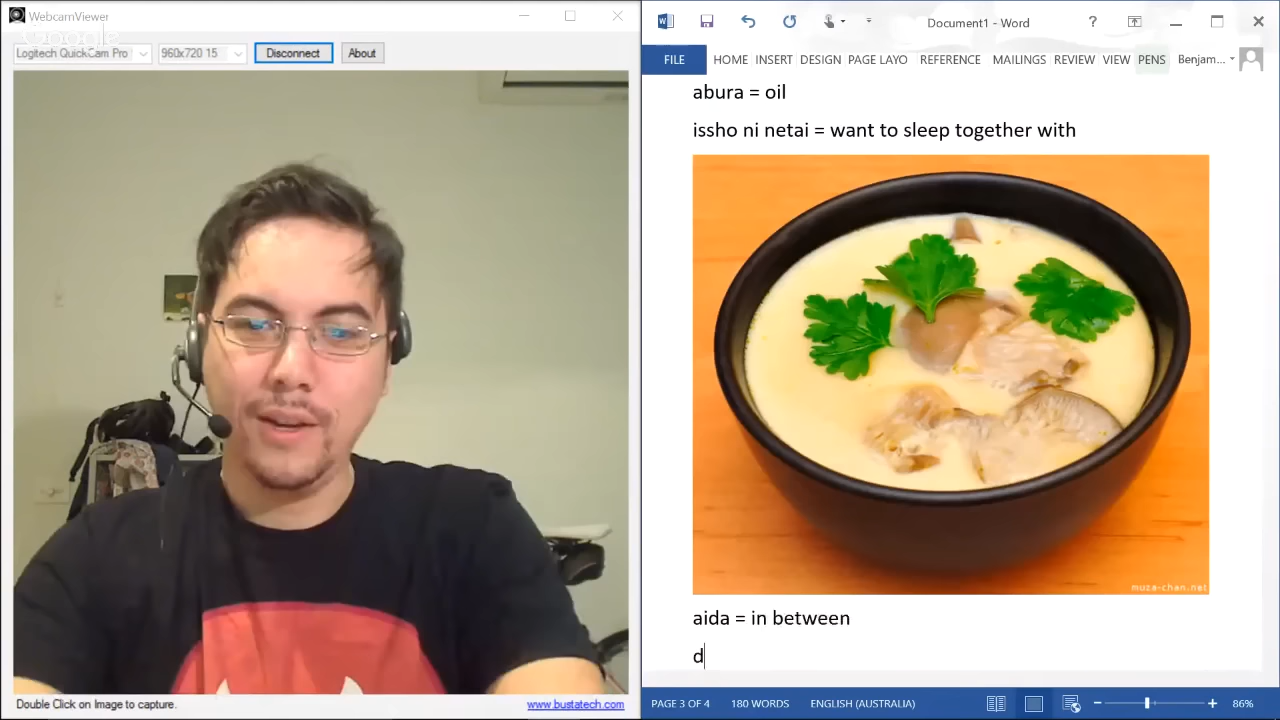 WebcamViewer
Google
Logitech QuickCam Pro
960x720 15
Disconnect
About
Double Click on Image to capture.
www.bustatech.com
Document1 - Word
?
FILE
HOME
INSERT
DESIGN
PAGE LAYO
REFERENCE
MAILINGS
REVIEW
VIEW
PENS
Benjam...
abura = oil
issho ni netai = want to sleep together with
muza-chan.net
aida = in between
d
PAGE 3 OF 4
180 WORDS
ENGLISH (AUSTRALIA)
86%